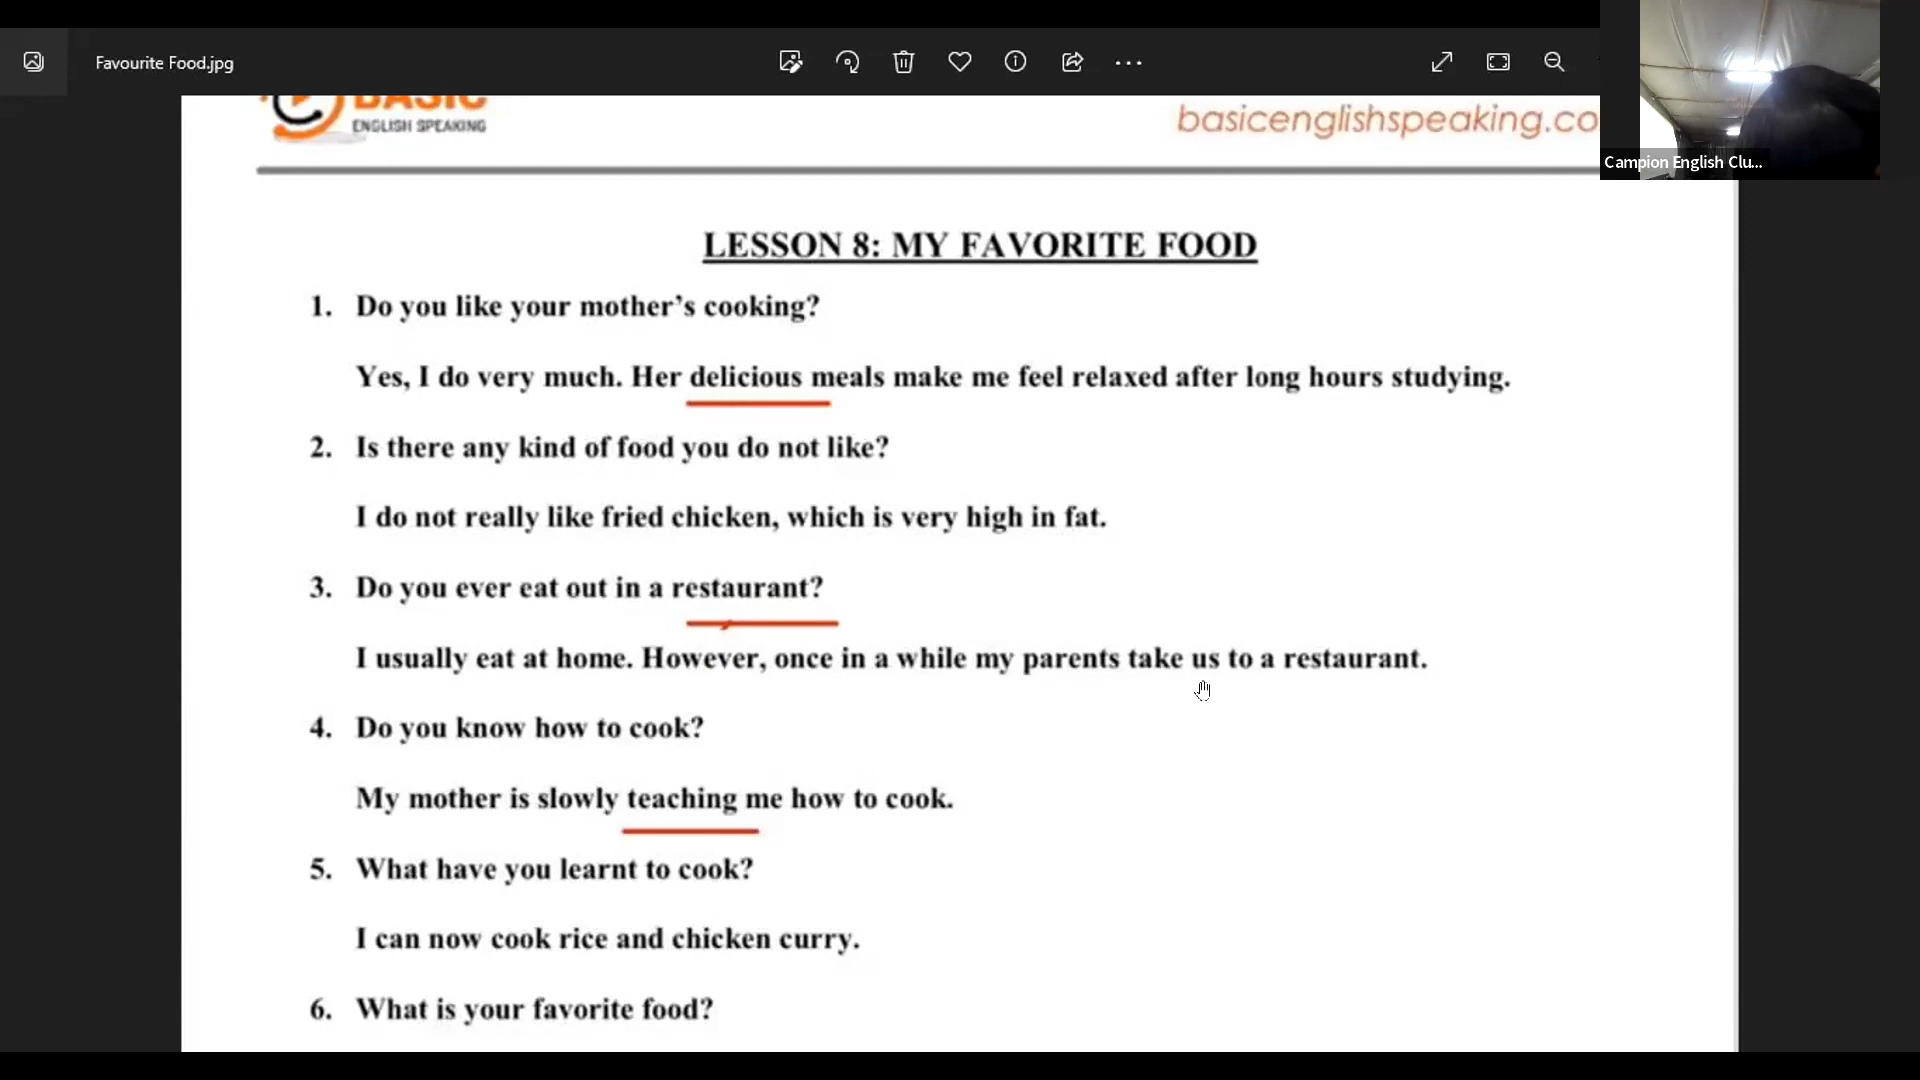 Favourite Food.jpg
BASIC
ENGLISH SPEAKING
basicenglishspeaking.co
Campion English Clu...
LESSON 8: MY FAVORITE FOOD
1. Do you like your mother’s cooking?
Yes, I do very much. Her delicious meals make me feel relaxed after long hours studying.
2. Is there any kind of food you do not like?
I do not really like fried chicken, which is very high in fat.
3. Do you ever eat out in a restaurant?
I usually eat at home. However, once in a while my parents take us to a restaurant.
4. Do you know how to cook?
My mother is slowly teaching me how to cook.
5. What have you learnt to cook?
I can now cook rice and chicken curry.
6. What is your favorite food?